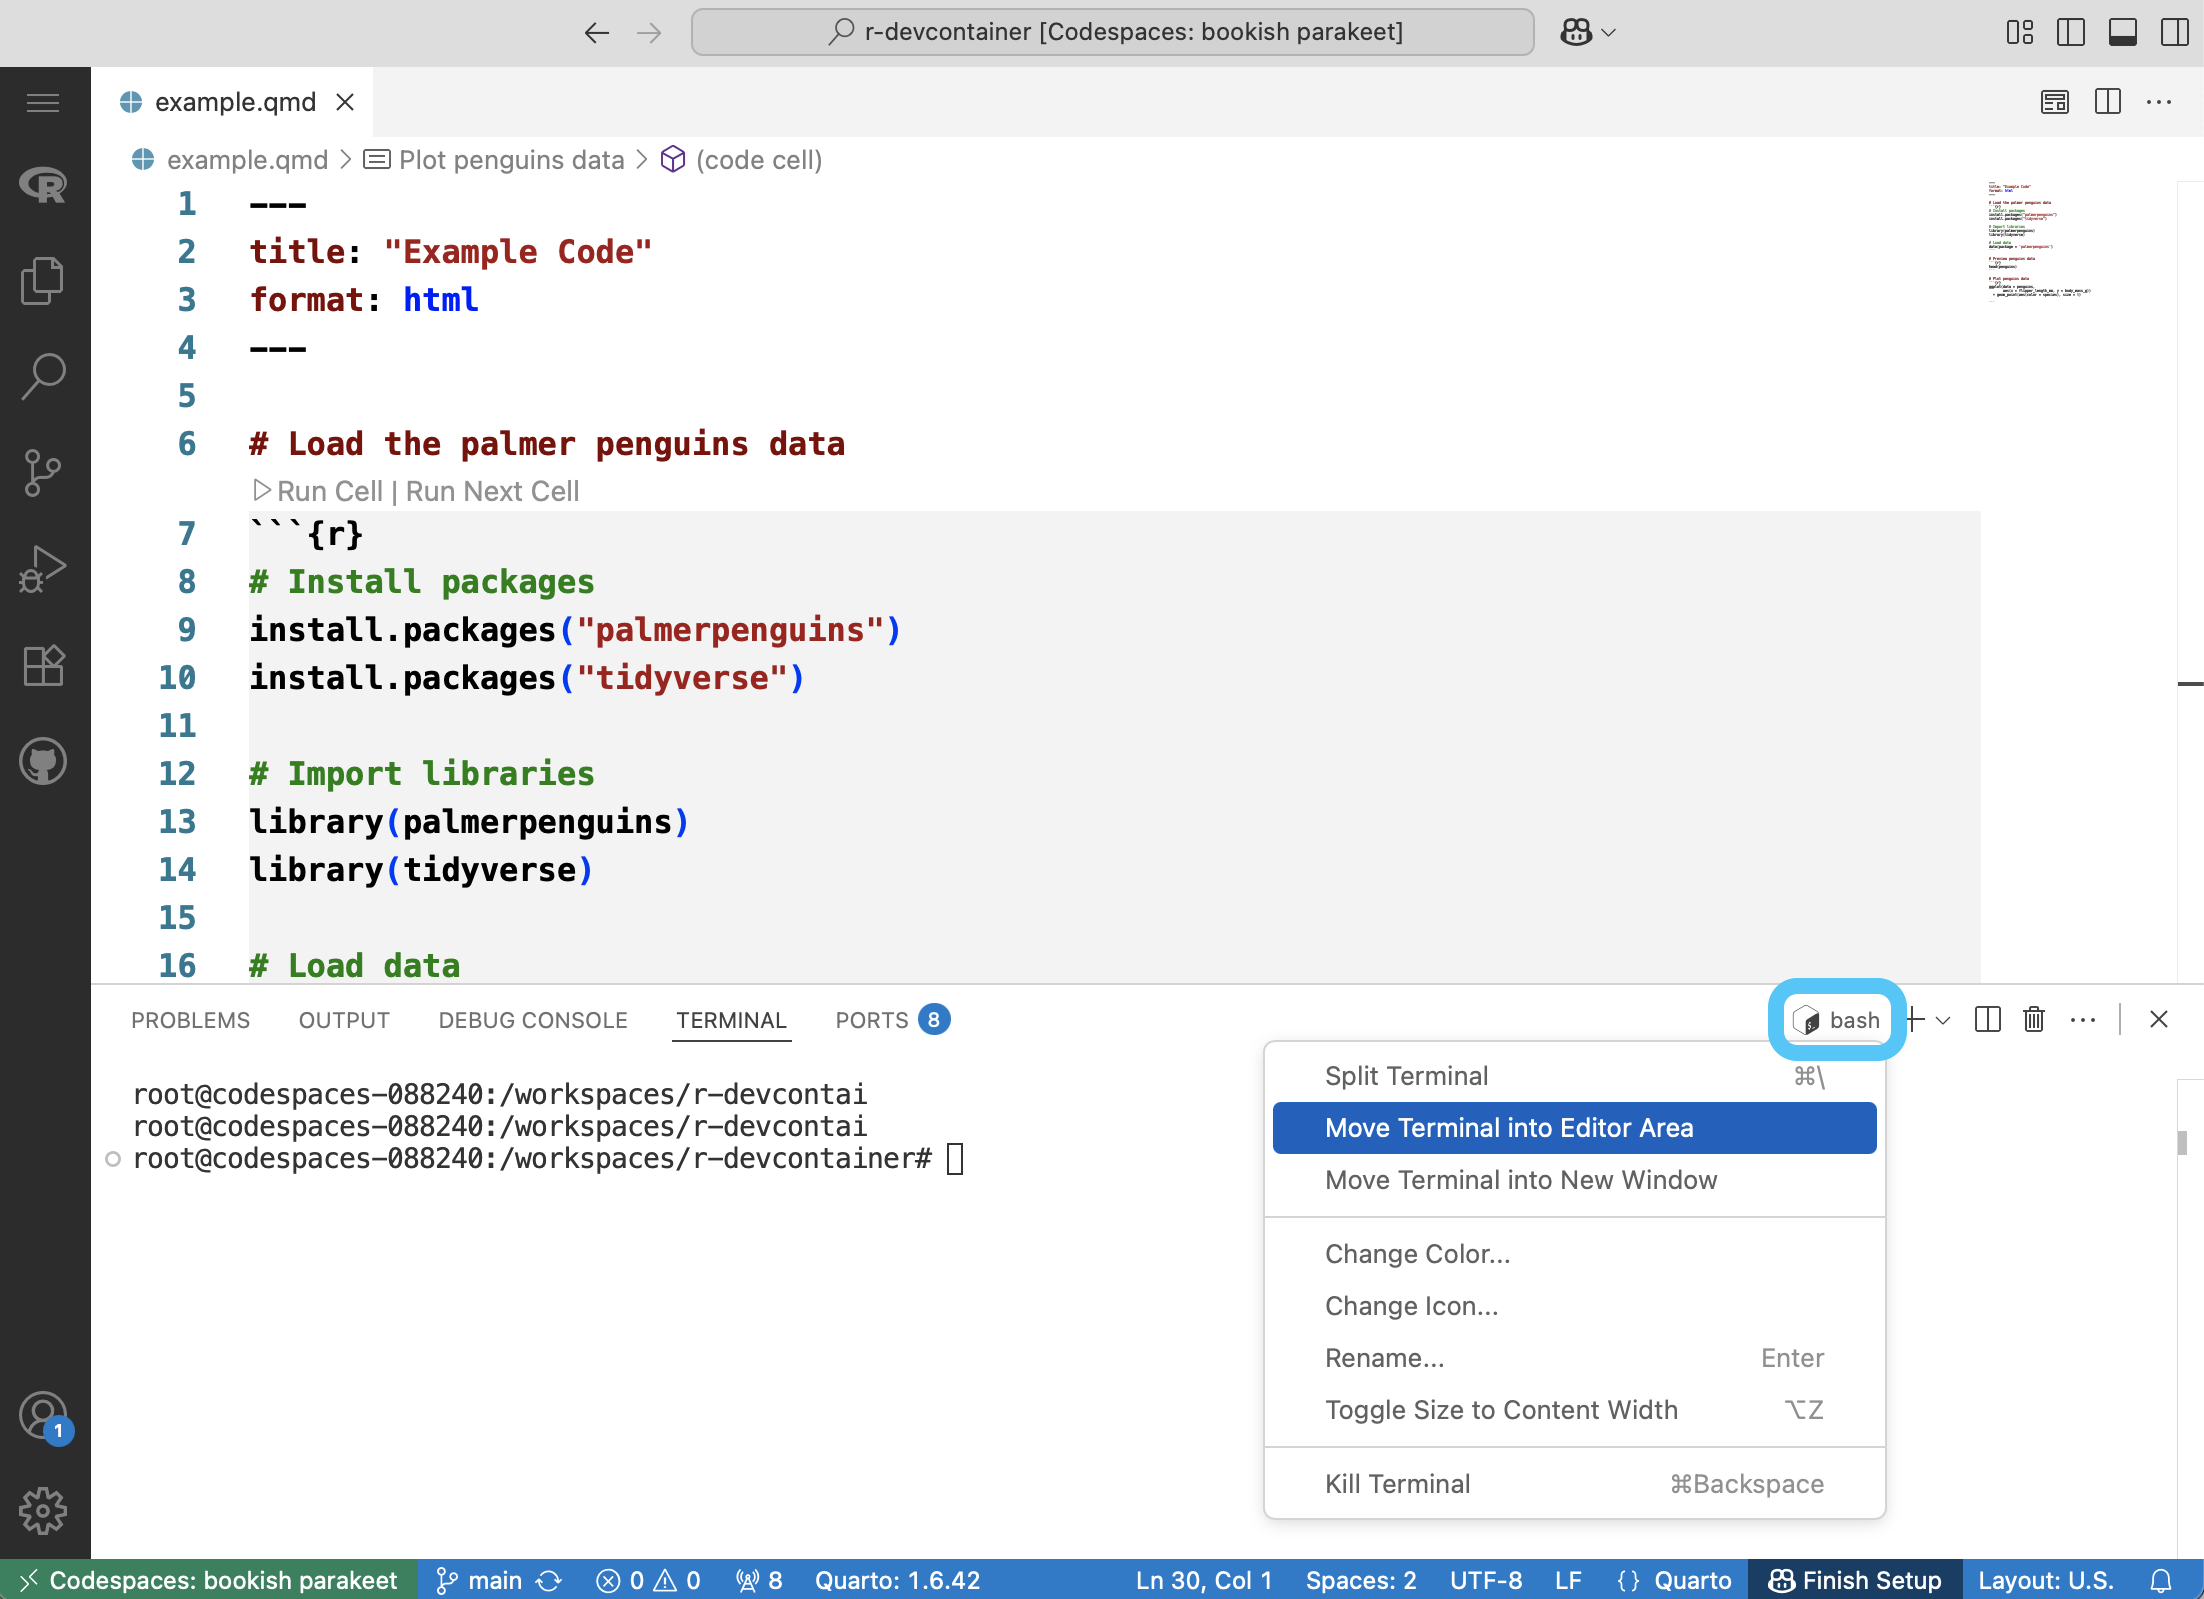 r-devcontainer [Codespaces: bookish parakeet]
example.qmd
example.qmd > Plot penguins data > (code cell)
1 ---
2 title: "Example Code"
3 format: html
4 ---
5
6 # Load the palmer penguins data
Run Cell | Run Next Cell
7 ```{r}
8 # Install packages
9 install.packages("palmerpenguins")
10 install.packages("tidyverse")
11
12 # Import libraries
13 library(palmerpenguins)
14 library(tidyverse)
15
16 # Load data
PROBLEMS OUTPUT DEBUG CONSOLE TERMINAL PORTS 8 bash
root@codespaces-088240:/workspaces/r-devcontai
root@codespaces-088240:/workspaces/r-devcontai
root@codespaces-088240:/workspaces/r-devcontainer#
Split Terminal ⌘\
Move Terminal into Editor Area
Move Terminal into New Window
Change Color...
Change Icon...
Rename... Enter
Toggle Size to Content Width ⌥Z
Kill Terminal ⌘Backspace
1
Codespaces: bookish parakeet main 0 0 8 Quarto: 1.6.42 Ln 30, Col 1 Spaces: 2 UTF-8 LF {} Quarto Finish Setup Layout: U.S.